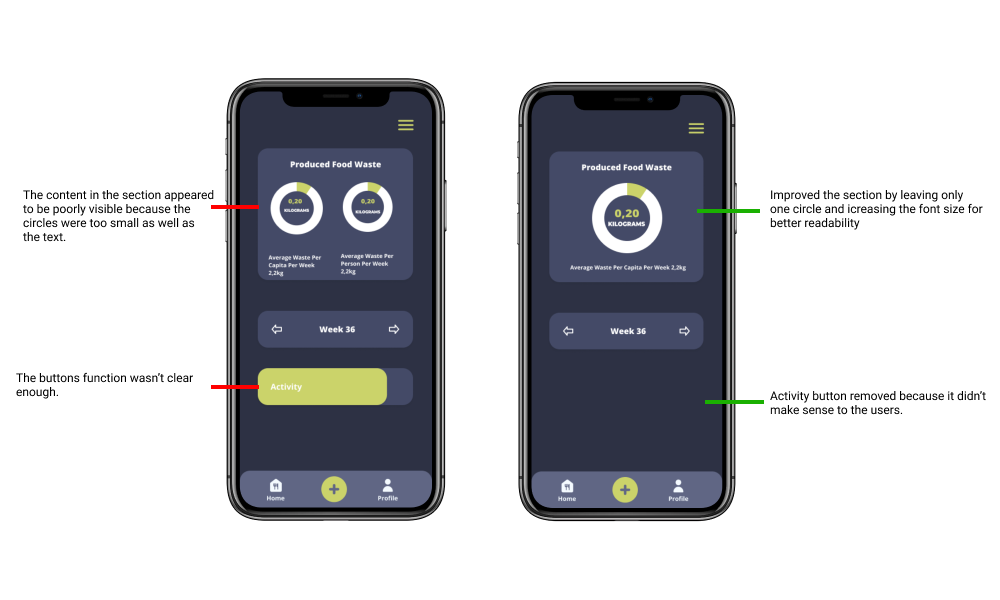 The content in the section appeared
to be poorly visible because the
circles were too small as well as
the text.
The buttons function wasn't clear
enough.
Produced Food Waste
0,20
KILOGRAMS
0,20
KILOGRAMS
Average Waste Per
Capita Per Week
2,2kg
Average Waste Per
Person Per Week
2,2kg
Week 36
Activity
Home
Profile
Produced Food Waste
0,20
KILOGRAMS
Average Waste Per Capita Per Week 2,2kg
Week 36
Home
Profile
Improved the section by leaving only
one circle and icreasing the font size for
better readability
Activity button removed because it didn't
make sense to the users.